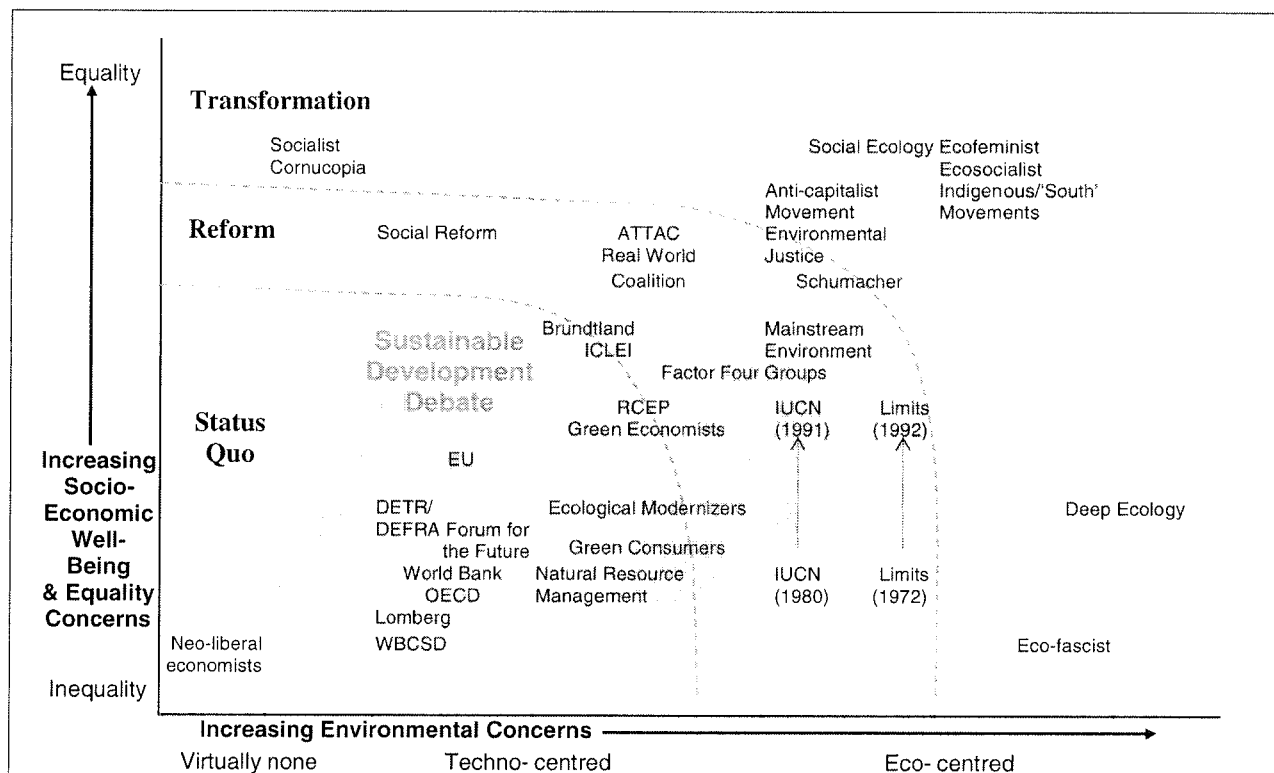 Equality
Transformation
Socialist
Cornucopia
Social Ecology Ecofeminist
Ecosocialist
Anti-capitalist
Indigenous/'South'
Movement
Movements
Environmental
Justice
Reform
Social Reform
ATTAC
Real World
Coalition
Schumacher
Brundtland
ICLEI
Mainstream
Environment
Sustainable
Development
Debate
Factor Four Groups
RCEP
Green Economists
IUCN
(1991)
Limits
(1992)
Status
Quo
EU
Increasing
Socio-
Economic
Well-
Being
& Equality
Concerns
DETR/
DEFRA Forum for
the Future
Ecological Modernizers
Deep Ecology
Green Consumers
World Bank
OECD
Natural Resource
Management
IUCN
(1980)
Limits
(1972)
Lomberg
WBCSD
Neo-liberal
economists
Eco-fascist
Inequality
Increasing Environmental Concerns
Virtually none
Techno- centred
Eco- centred